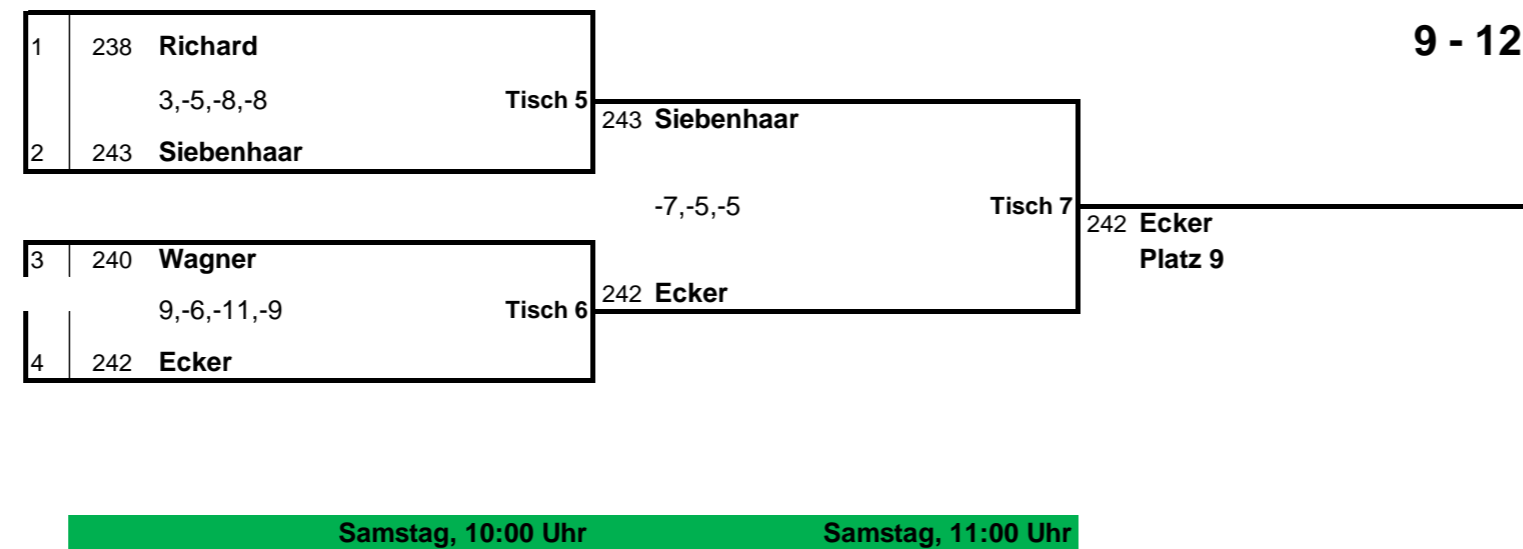 9 - 12
1 238 Richard
3,-5,-8,-8 Tisch 5
243 Siebenhaar
2 243 Siebenhaar
-7,-5,-5 Tisch 7
242 Ecker
3 240 Wagner
Platz 9
242 Ecker
9,-6,-11,-9 Tisch 6
4 242 Ecker
Samstag, 10:00 Uhr Samstag, 11:00 Uhr